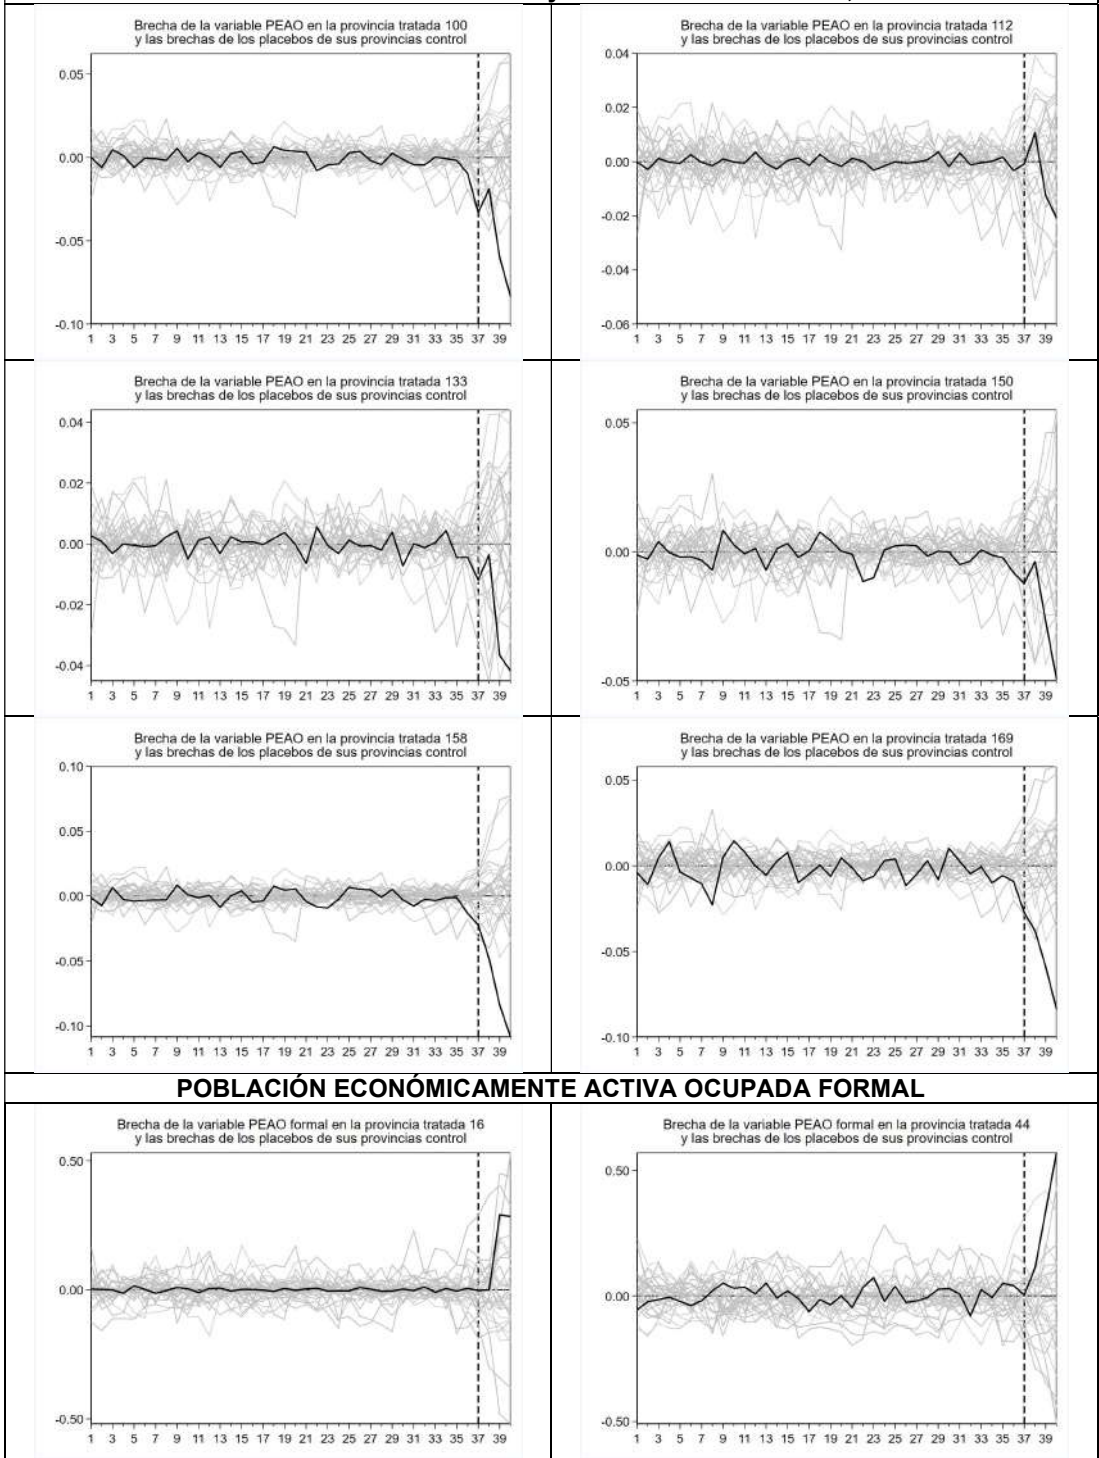 Brecha de la variable PEAO en la provincia tratada 100
y las brechas de los placebos de sus provincias control
0.05
0.00
-0.05
-0.10
1 3 5 7 9 11 13 15 17 19 21 23 25 27 29 31 33 35 37 39
Brecha de la variable PEAO en la provincia tratada 112
y las brechas de los placebos de sus provincias control
0.04
0.02
0.00
-0.02
-0.04
-0.06
1 3 5 7 9 11 13 15 17 19 21 23 25 27 29 31 33 35 37 39
Brecha de la variable PEAO en la provincia tratada 133
y las brechas de los placebos de sus provincias control
0.04
0.02
0.00
-0.02
-0.04
1 3 5 7 9 11 13 15 17 19 21 23 25 27 29 31 33 35 37 39
Brecha de la variable PEAO en la provincia tratada 150
y las brechas de los placebos de sus provincias control
0.05
0.00
-0.05
1 3 5 7 9 11 13 15 17 19 21 23 25 27 29 31 33 35 37 39
Brecha de la variable PEAO en la provincia tratada 158
y las brechas de los placebos de sus provincias control
0.10
0.05
0.00
-0.05
-0.10
1 3 5 7 9 11 13 15 17 19 21 23 25 27 29 31 33 35 37 39
Brecha de la variable PEAO en la provincia tratada 169
y las brechas de los placebos de sus provincias control
0.05
0.00
-0.05
-0.10
1 3 5 7 9 11 13 15 17 19 21 23 25 27 29 31 33 35 37 39
POBLACIÓN ECONÓMICAMENTE ACTIVA OCUPADA FORMAL
Brecha de la variable PEAO formal en la provincia tratada 16
y las brechas de los placebos de sus provincias control
0.50
0.00
-0.50
1 3 5 7 9 11 13 15 17 19 21 23 25 27 29 31 33 35 37 39
Brecha de la variable PEAO formal en la provincia tratada 44
y las brechas de los placebos de sus provincias control
0.50
0.00
-0.50
1 3 5 7 9 11 13 15 17 19 21 23 25 27 29 31 33 35 37 39